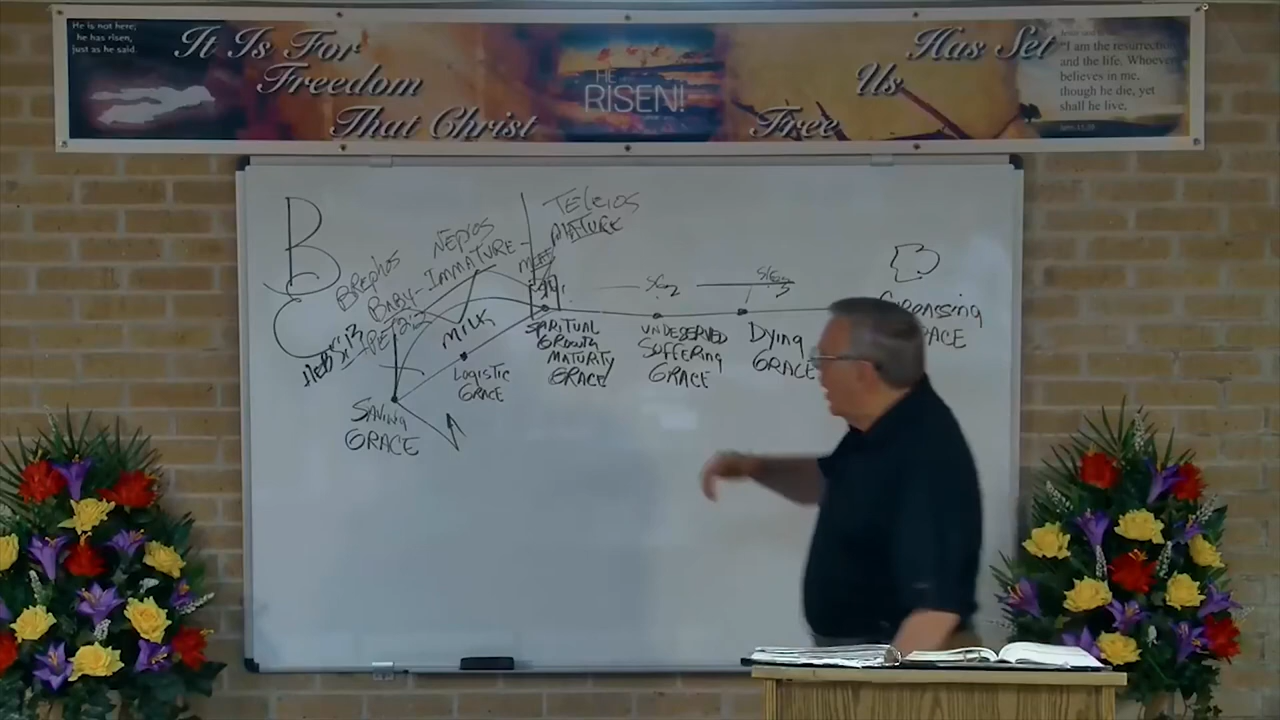 He is not here;
he has risen,
just as he said.
It Is For
Freedom
That Christ
HE
RISEN!
Has Set
Us
Free
"I am the resurrection
and the life. Whoever
believes in me,
though he die, yet
shall he live.
B
C
Brephos
BABY-
Nepios
IMMATURE
Teleios
MATURE
MILK
SAVING
GRACE
Logistic
GRACE
SPIRITUAL
GROWTH
MATURITY
GRACE
UNDESERVED
SUFFERING
GRACE
Dying
GRACE